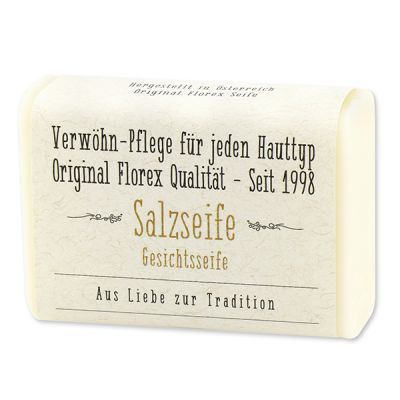 Hergestellt in Österreich
Original Florex Seife
Verwöhn-Pflege für jeden Hauttyp
Original Florex Qualität - Seit 1998
Salzseife
Gesichtsseife
Aus Liebe zur Tradition